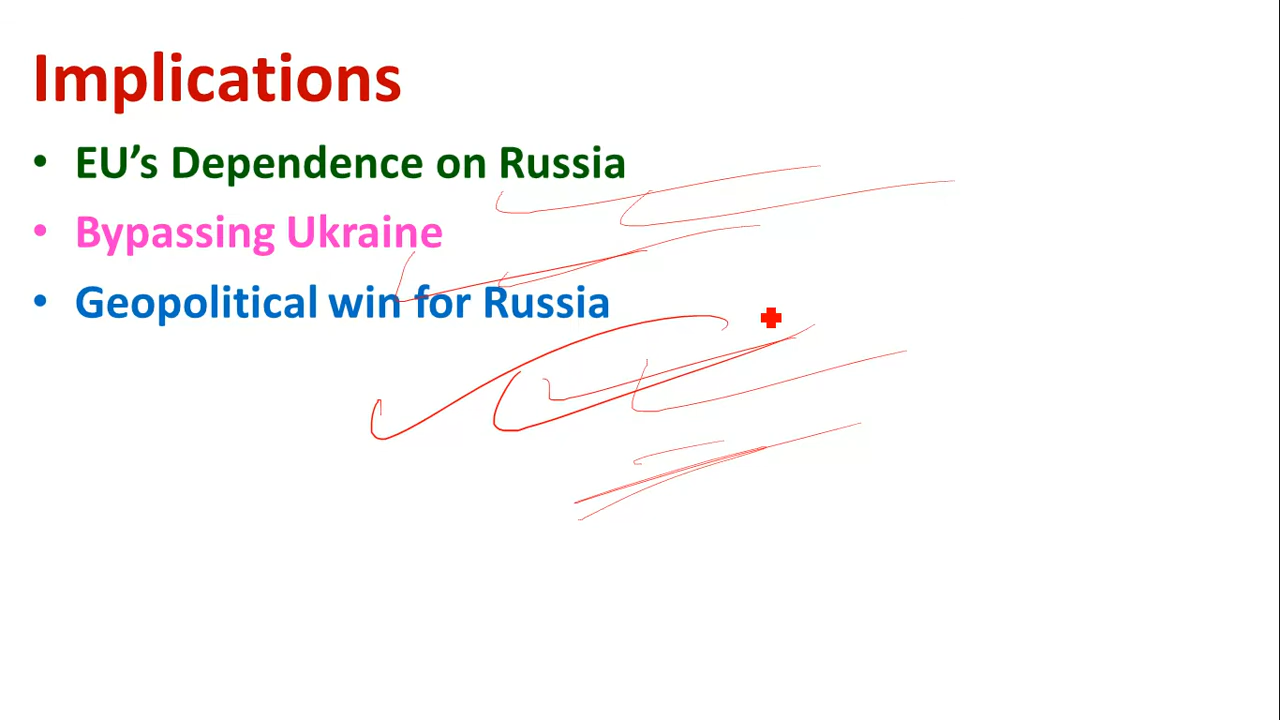 Implications
• EU’s Dependence on Russia
• Bypassing Ukraine
• Geopolitical win for Russia